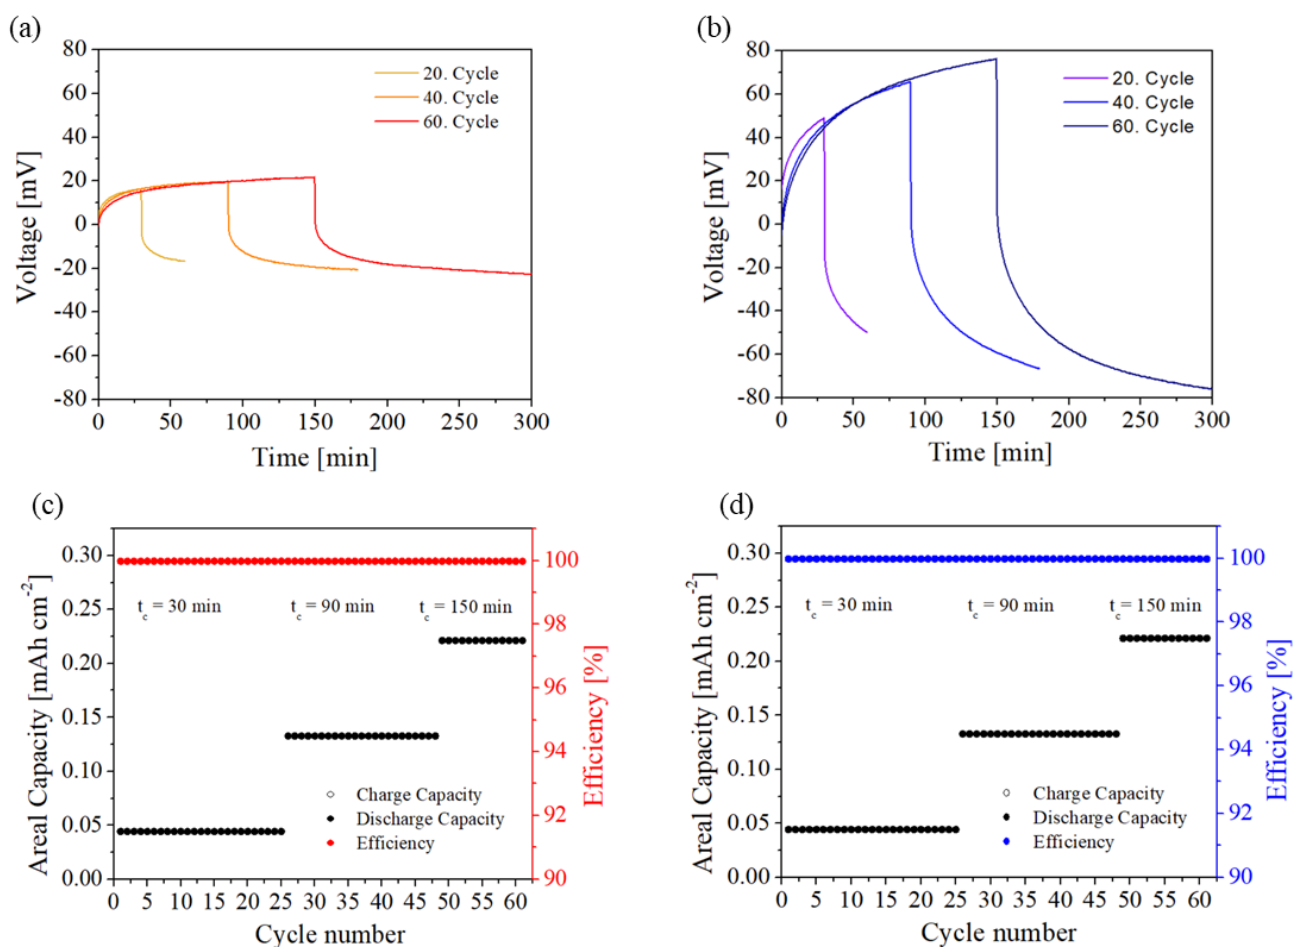 (a)
80
60
40
20
0
-20
-40
-60
-80
Voltage [mV]
20. Cycle
40. Cycle
60. Cycle
0 50 100 150 200 250 300
Time [min]
(b)
80
60
40
20
0
-20
-40
-60
-80
Voltage [mV]
20. Cycle
40. Cycle
60. Cycle
0 50 100 150 200 250 300
Time [min]
(c)
0.30
0.25
0.20
0.15
0.10
0.05
0.00
Areal Capacity [mAh cm⁻²]
t_c = 30 min t_c = 90 min t_c = 150 min
Charge Capacity
Discharge Capacity
Efficiency
100
98
96
94
92
91
90
Efficiency [%]
0 5 10 15 20 25 30 35 40 45 50 55 60
Cycle number
(d)
0.30
0.25
0.20
0.15
0.10
0.05
0.00
Areal Capacity [mAh cm⁻²]
t_c = 30 min t_c = 90 min t_c = 150 min
Charge Capacity
Discharge Capacity
Efficiency
100
98
96
94
92
91
90
Efficiency [%]
0 5 10 15 20 25 30 35 40 45 50 55 60
Cycle number